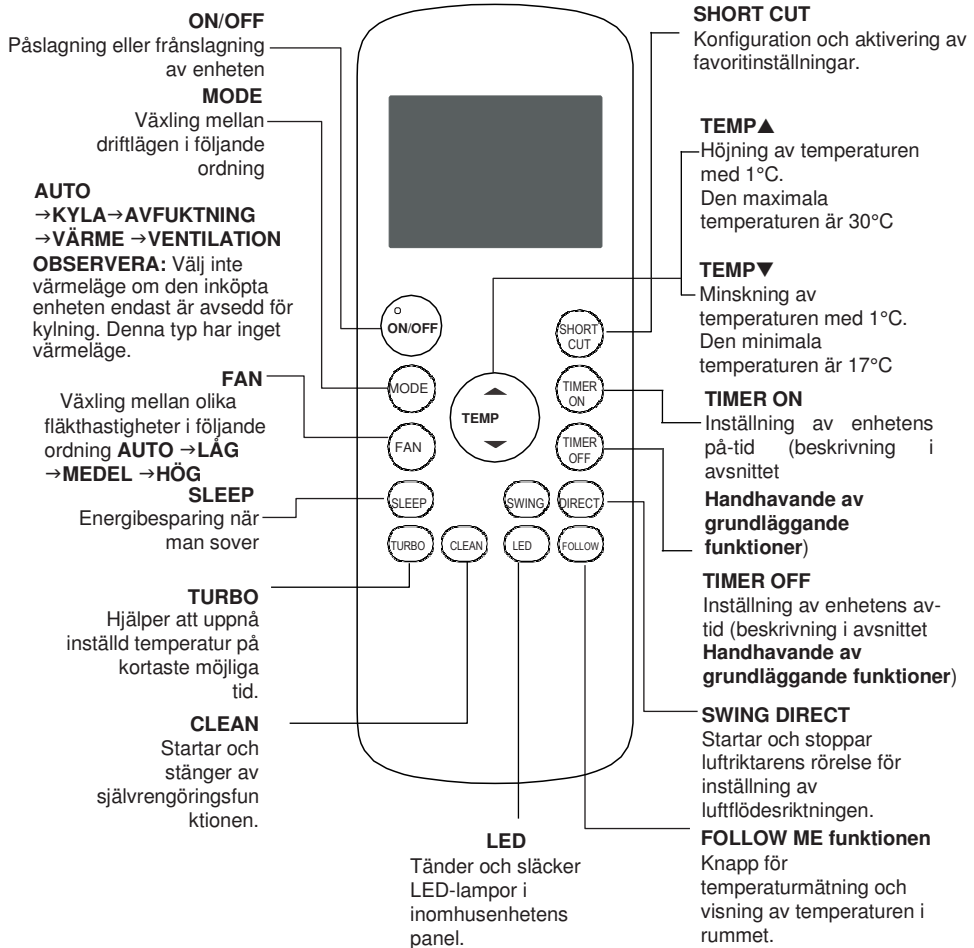 ON/OFF
Påslagning eller frånslagning
av enheten
MODE
Växling mellan
driftlägen i följande
ordning
AUTO
→KYLA→AVFUKTNING
→VÄRME →VENTILATION
OBSERVERA: Välj inte
värmeläge om den inköpta
enheten endast är avsedd för
kylning. Denna typ har inget
värmeläge.
FAN
Växling mellan olika
fläkthastigheter i följande
ordning AUTO →LÅG
→MEDEL →HÖG
SLEEP
Energibesparing när
man sover
TURBO
Hjälper att uppnå
inställd temperatur på
kortaste möjliga
tid.
CLEAN
Startar och
stänger av
självrengöringsfun
ktionen.
ON/OFF
MODE
FAN
SLEEP
TURBO
CLEAN
TEMP
SHORT
CUT
TIMER
ON
TIMER
OFF
SWING
DIRECT
LED
FOLLOW
LED
Tänder och släcker
LED-lampor i
inomhusenhetens
panel.
SHORT CUT
Konfiguration och aktivering av
favoritinställningar.
TEMP▲
Höjning av temperaturen
med 1°C.
Den maximala
temperaturen är 30°C
TEMP▼
Minskning av
temperaturen med 1°C.
Den minimala
temperaturen är 17°C
TIMER ON
Inställning av enhetens
på-tid (beskrivning i
avsnittet
Handhavande av
grundläggande
funktioner)
TIMER OFF
Inställning av enhetens av-
tid (beskrivning i avsnittet
Handhavande av
grundläggande funktioner)
SWING DIRECT
Startar och stoppar
luftriktarens rörelse för
inställning av
luftflödesriktningen.
FOLLOW ME funktionen
Knapp för
temperaturmätning och
visning av temperaturen i
rummet.